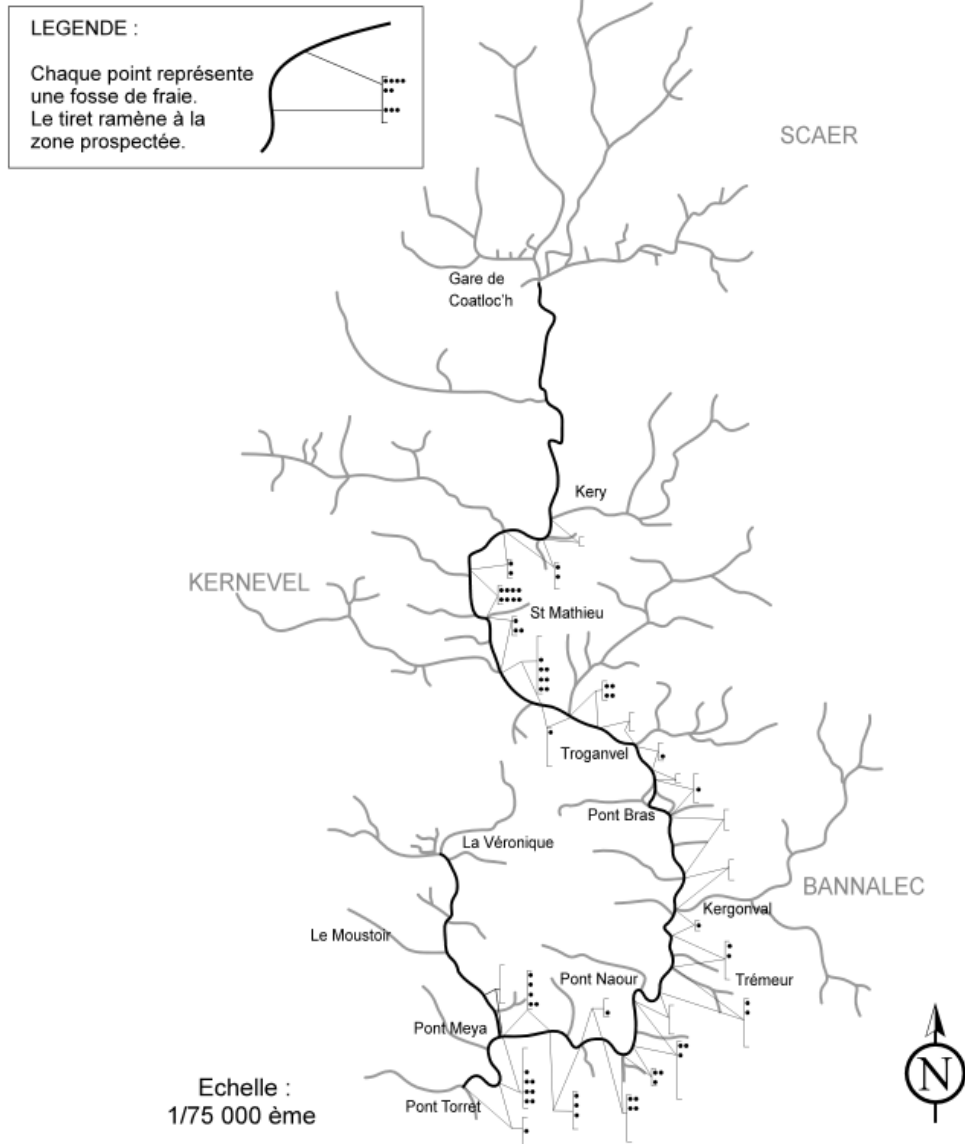 LEGENDE :
Chaque point représente
une fosse de fraie.
Le tiret ramène à la
zone prospectée.
SCAER
Gare de
Coatloc'h
Kery
KERNEVEL
St Mathieu
Troganvel
Pont Bras
La Véronique
BANNALEC
Kergonval
Le Moustoir
Pont Naour
Trémeur
Pont Meya
Echelle :
1/75 000 ème
Pont Torret
N